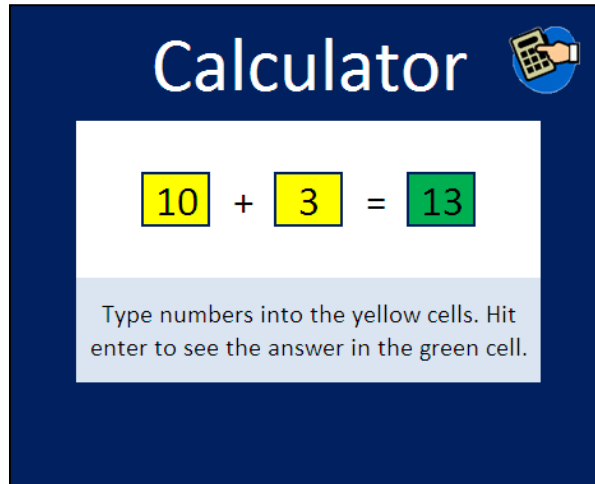 Calculator
10 + 3 = 13
Type numbers into the yellow cells. Hit
enter to see the answer in the green cell.